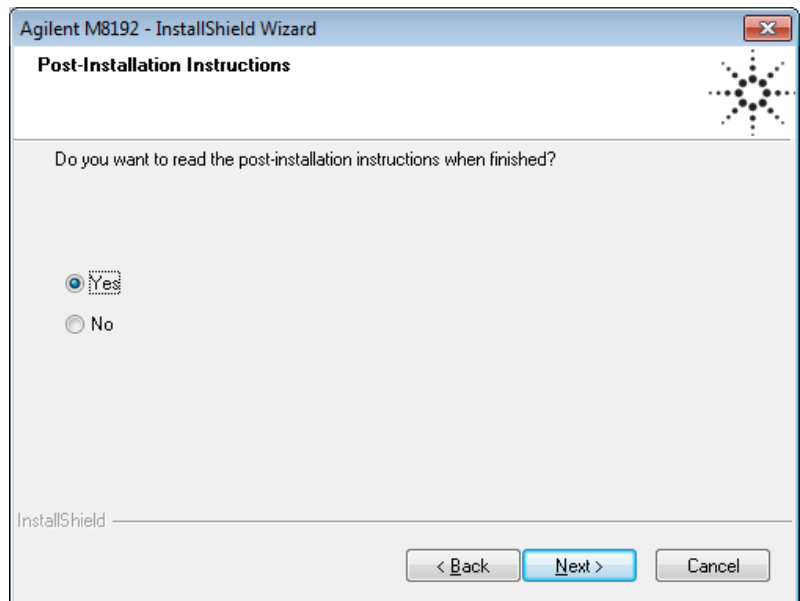 Agilent M8192 - InstallShield Wizard
Post-Installation Instructions
Do you want to read the post-installation instructions when finished?
Yes
No
InstallShield
< Back
Next >
Cancel